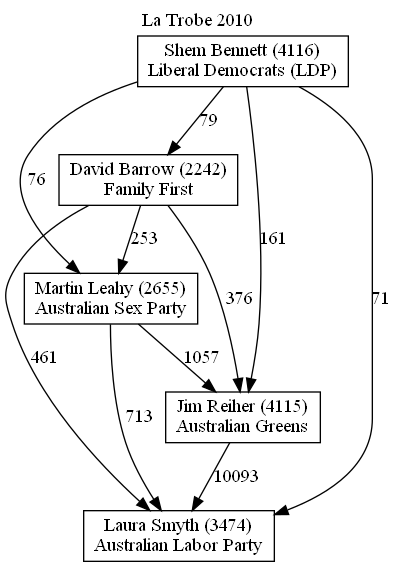 La Trobe 2010
Shem Bennett (4116)
Liberal Democrats (LDP)
79
David Barrow (2242)
Family First
76
253
161
Martin Leahy (2655)
Australian Sex Party
376
71
461
1057
Jim Reiher (4115)
Australian Greens
713
10093
Laura Smyth (3474)
Australian Labor Party